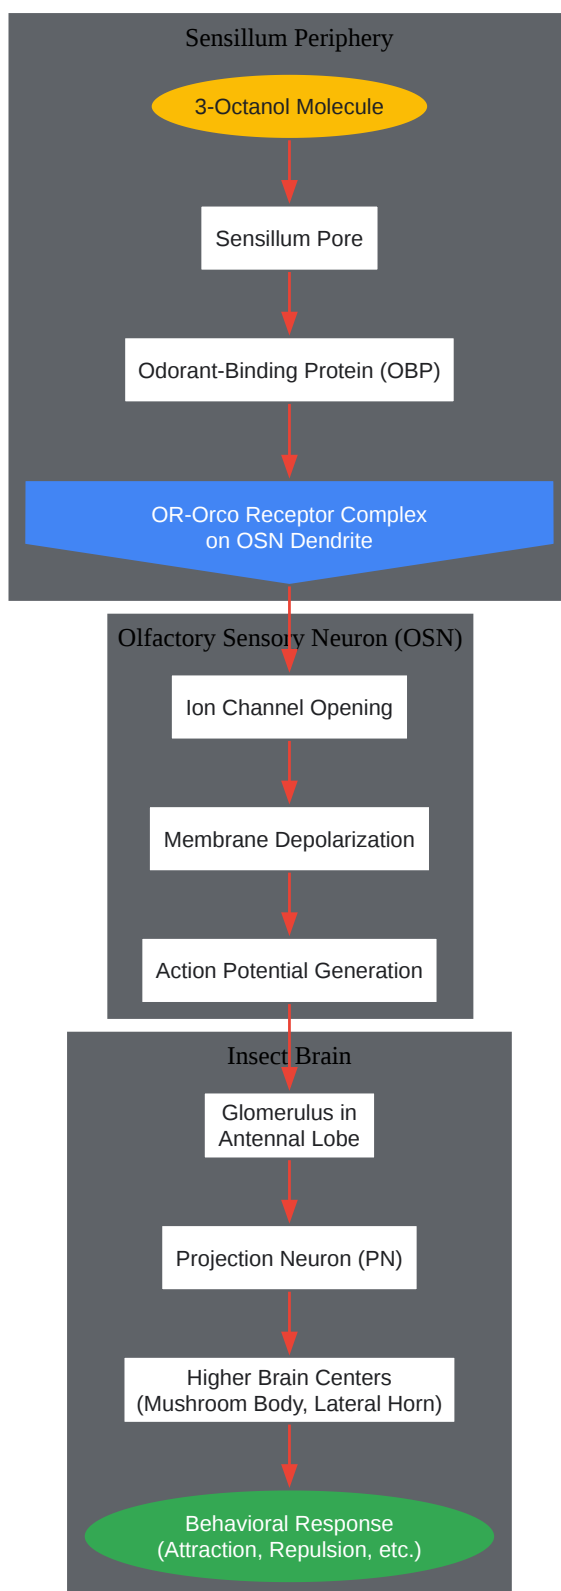 Sensillum Periphery
3-Octanol Molecule
Sensillum Pore
Odorant-Binding Protein (OBP)
OR-Orco Receptor Complex
on OSN Dendrite
Olfactory Sensory Neuron (OSN)
Ion Channel Opening
Membrane Depolarization
Action Potential Generation
Insect Brain
Glomerulus in
Antennal Lobe
Projection Neuron (PN)
Higher Brain Centers
(Mushroom Body, Lateral Horn)
Behavioral Response
(Attraction, Repulsion, etc.)